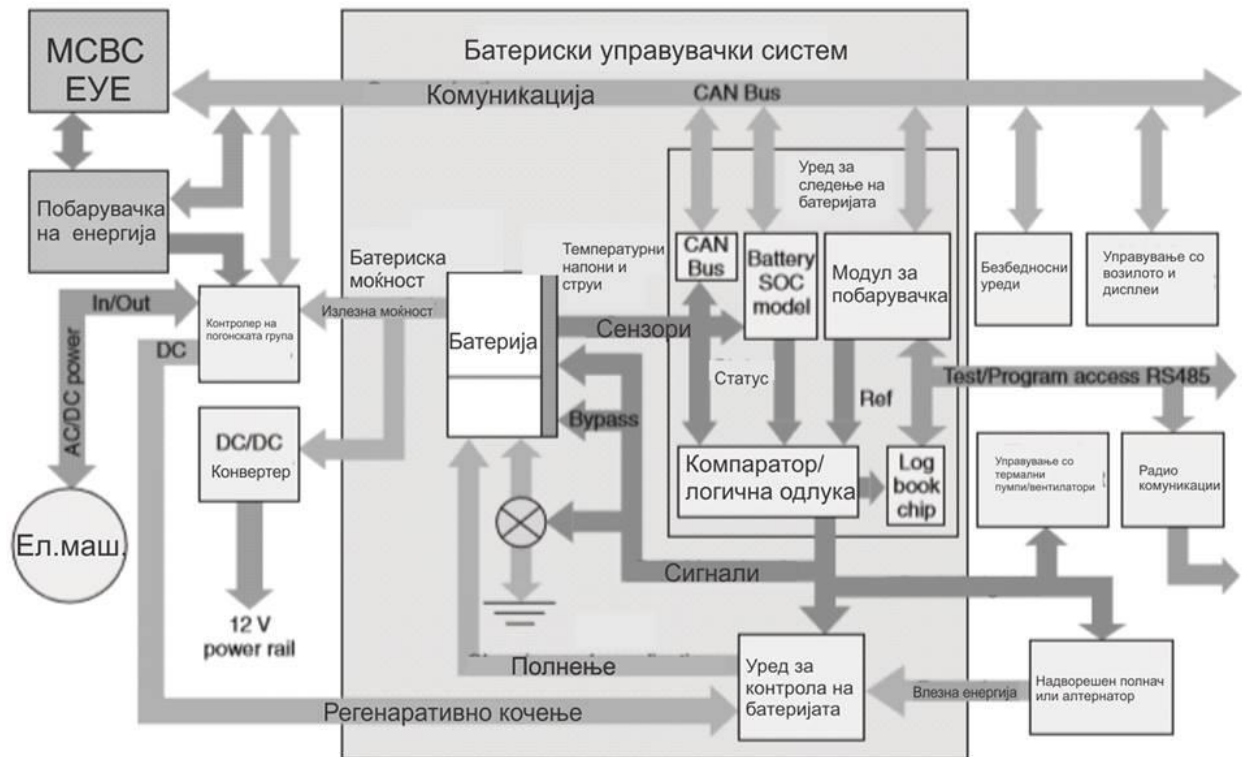 МСВС
ЕУЕ
Батериски управувачки систем
Комуникација
CAN Bus
Побарувачка
на енергија
Уред за
следење на
батеријата
Батериска
моќност
Температурни
напони и
струи
CAN
Bus
Battery
SOC
model
Модул за
побарувачка
Безбедносни
уреди
Управување со
возилото и
дисплеи
In/Out
Контролер на
погонската група
Излезна моќност
Батерија
Сензори
DC
AC/DC power
Статус
Ref
Test/Program access RS485
Bypass
DC/DC
Конвертер
Компаратор/
логична одлука
Log
book
chip
Управување со
термални
пумпи/вентилатори
Радио
комуникации
Ел.маш.
Сигнали
12 V
power rail
Полнење
Уред за
контрола на
батеријата
Влезна енергија
Надворешен полнач
или алтернатор
Регенаративно кочење